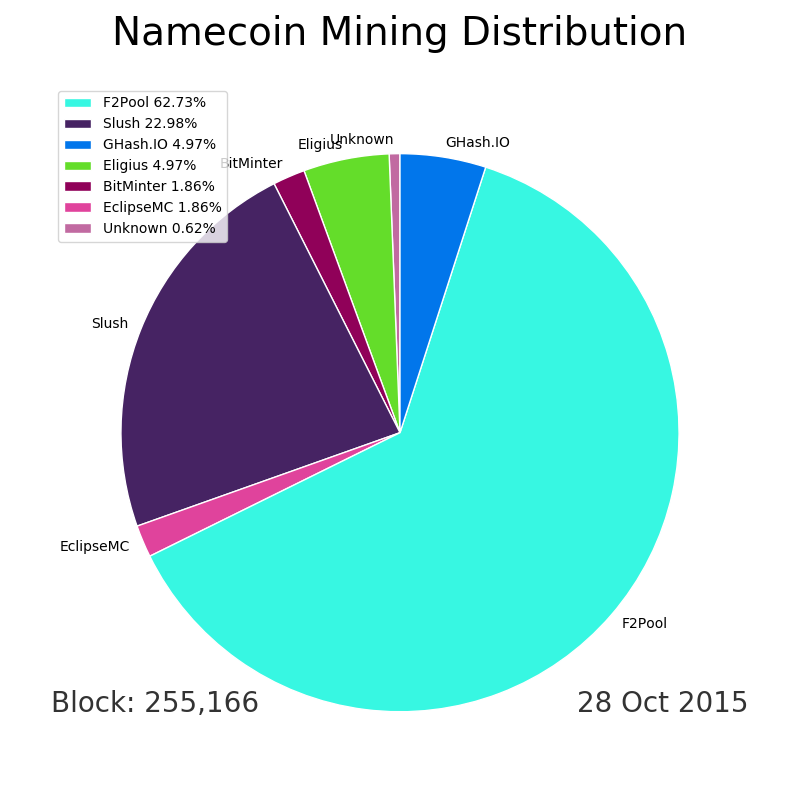 Namecoin Mining Distribution
F2Pool 62.73%
Slush 22.98%
GHash.IO 4.97%
Eligius 4.97%
BitMinter 1.86%
EclipseMC 1.86%
Unknown 0.62%
Unknown
GHash.IO
Eligius
BitMinter
Slush
EclipseMC
F2Pool
Block: 255,166
28 Oct 2015